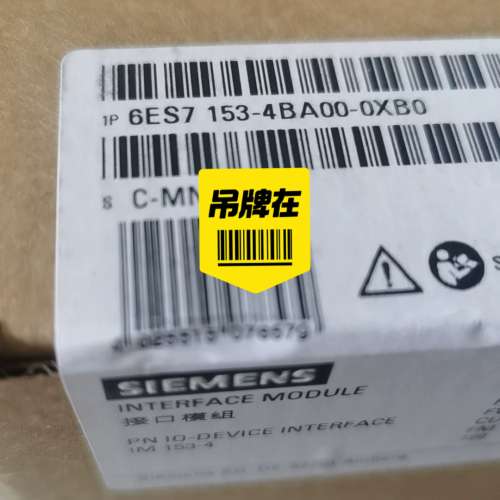 1P 6ES7 153-4BA00-0XB0
S C-MN
吊牌在
SIEMENS
INTERFACE MODULE
接口模组
PN IO-DEVICE INTERFACE
IM 153-4